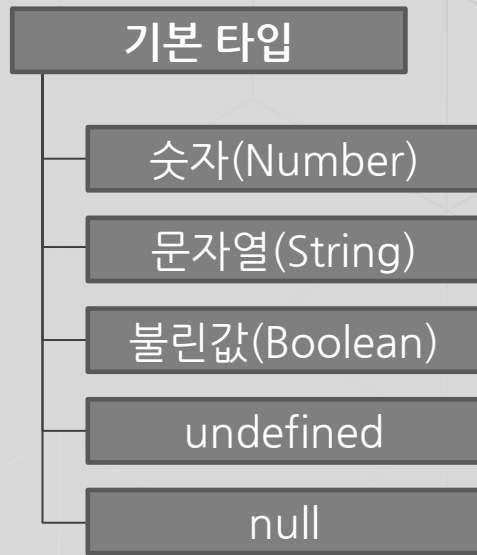 기본 타입
숫자(Number)
문자열(String)
불린값(Boolean)
undefined
null